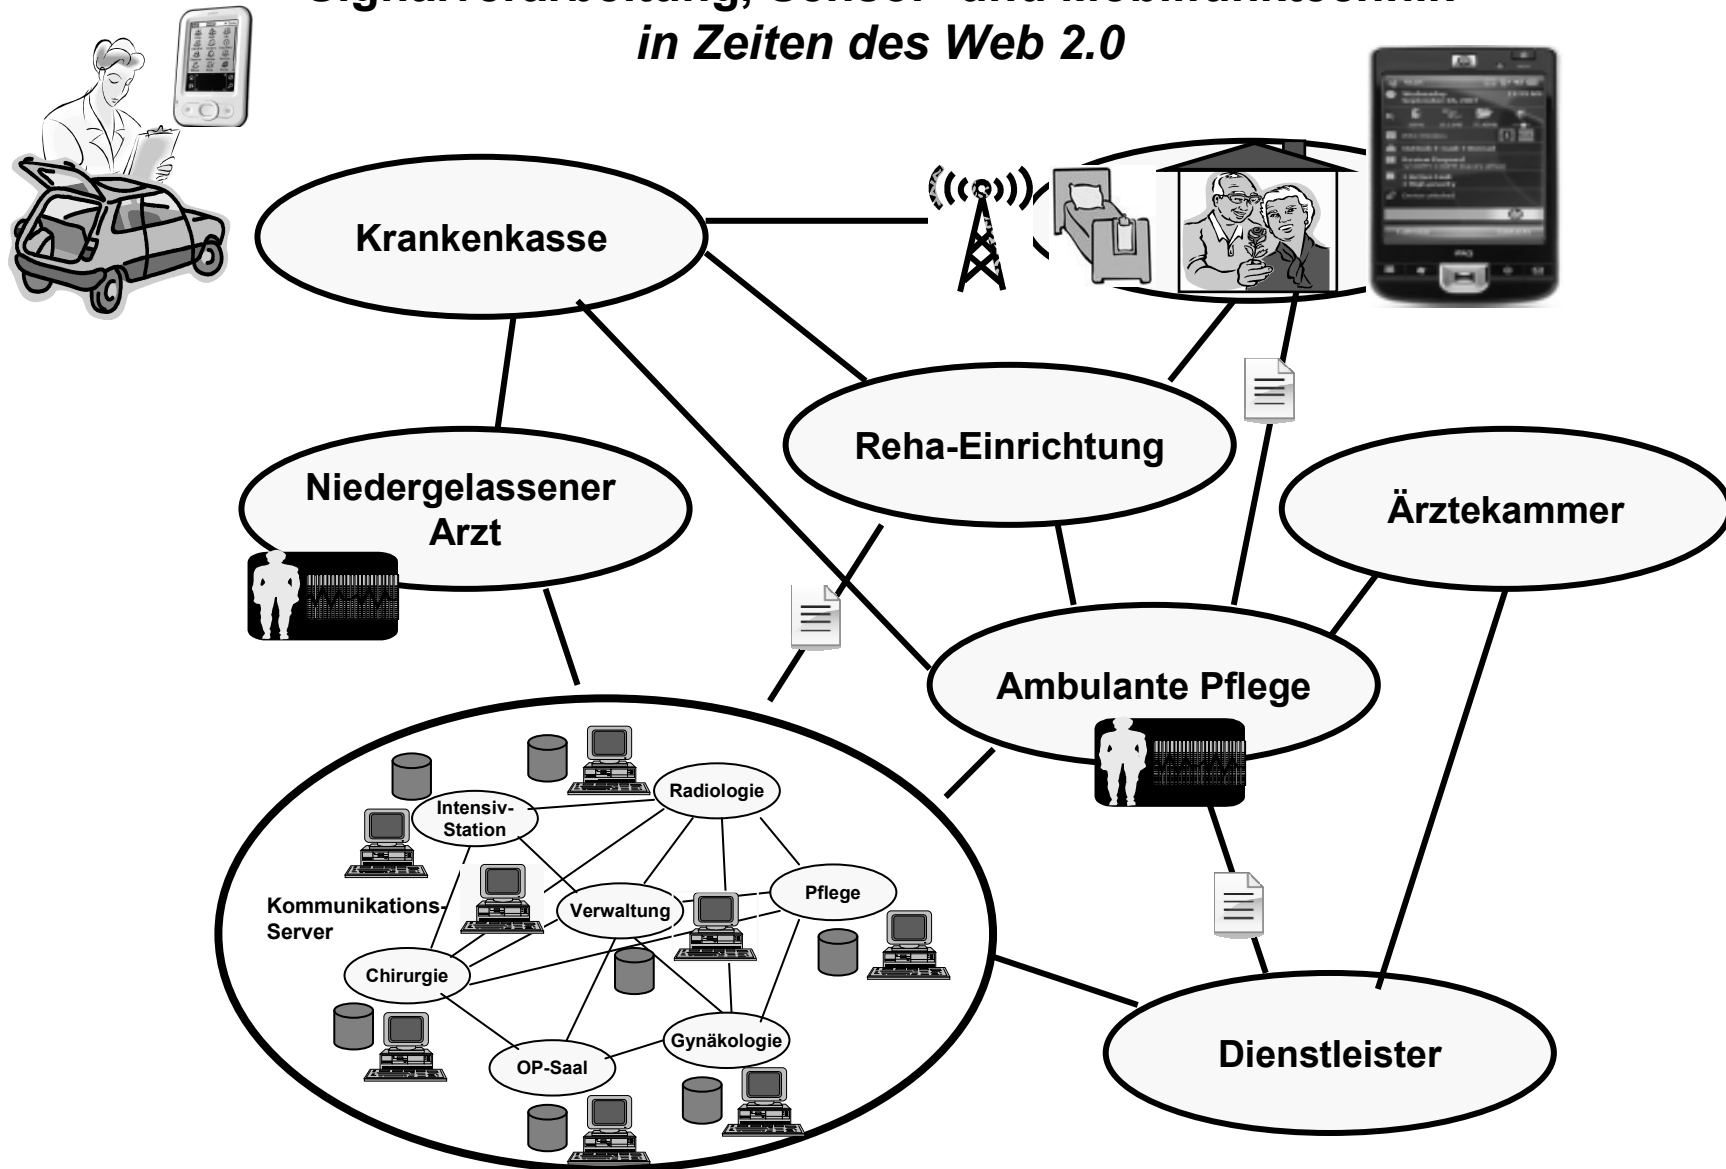 in Zeiten des Web 2.0
Krankenkasse
Reha-Einrichtung
Niedergelassener
Arzt
Ärztekammer
Ambulante Pflege
Radiologie
Intensiv-
Station
Pflege
Verwaltung
Kommunikations-
Server
Chirurgie
Gynäkologie
OP-Saal
Dienstleister